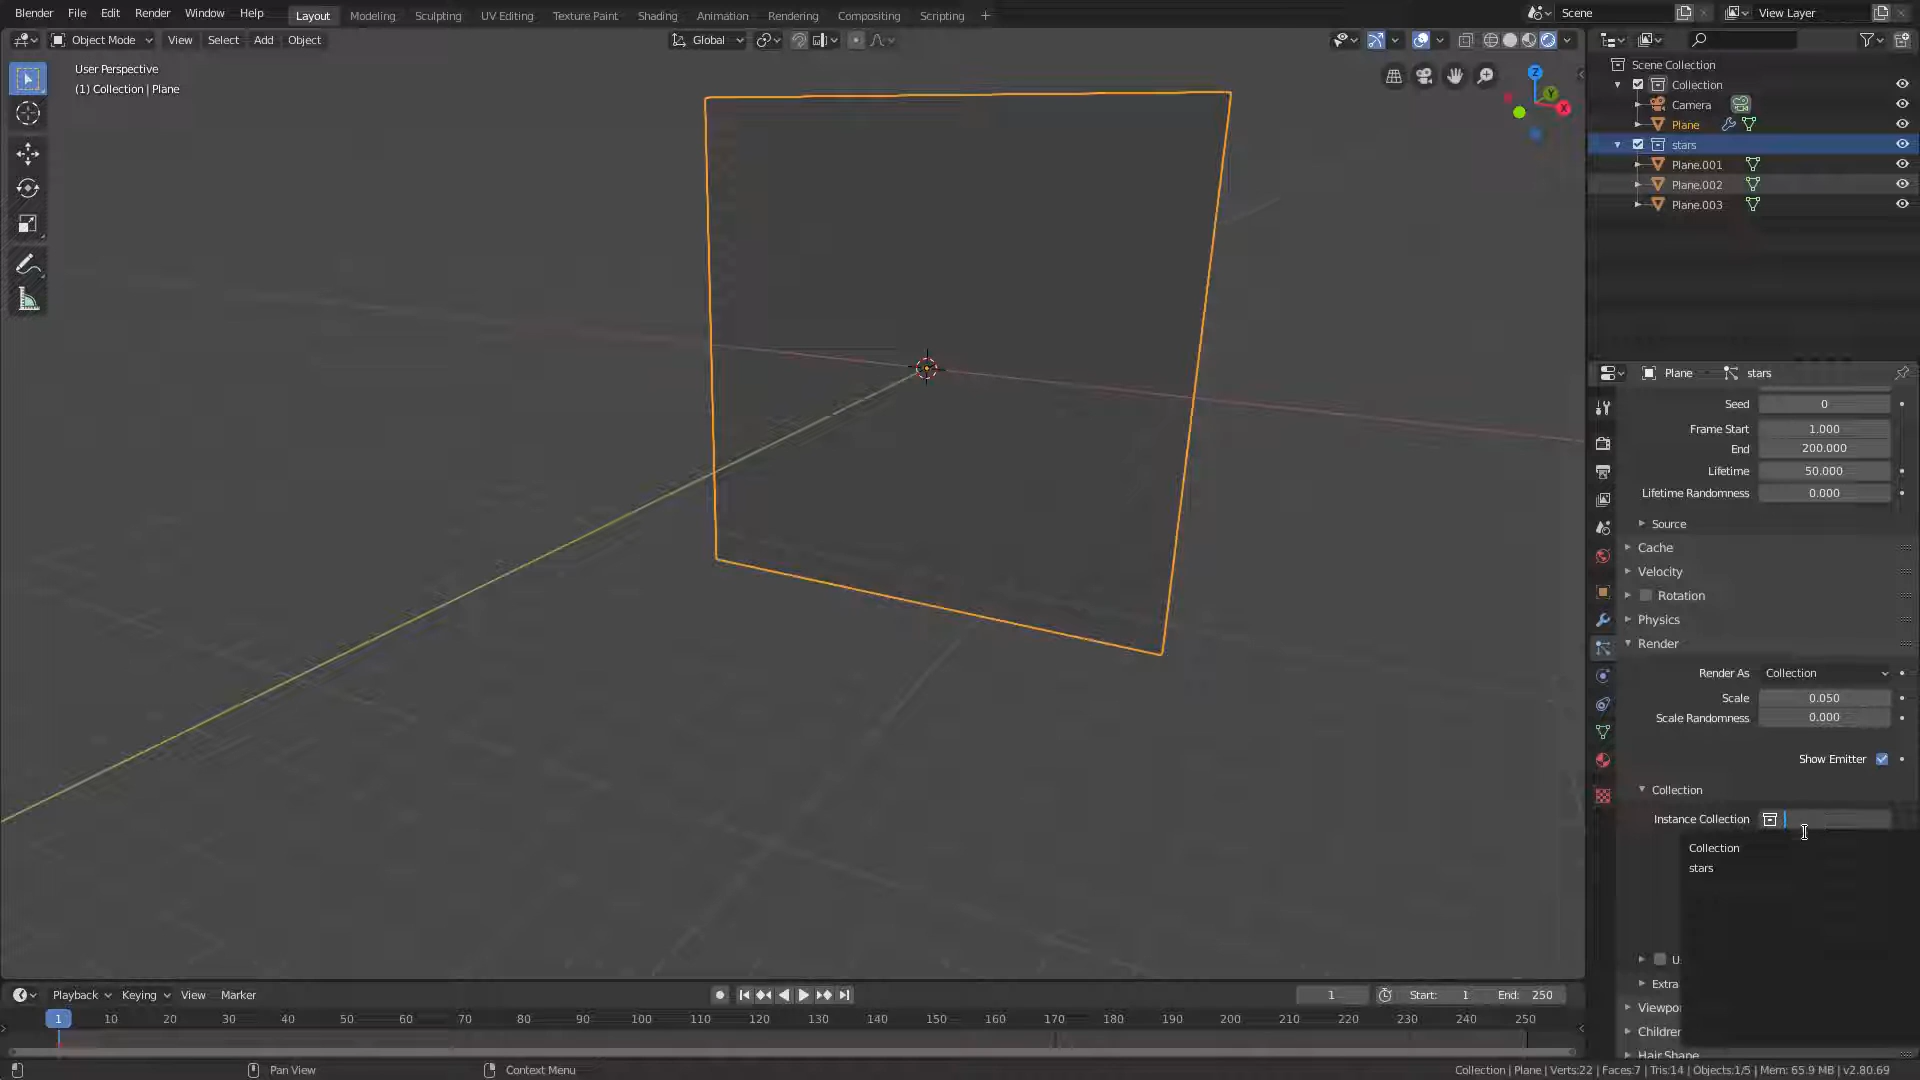 Blender File Edit Render Window Help Layout Modeling Sculpting UV Editing Texture Paint Shading Animation Rendering Compositing Scripting + Scene View Layer
Object Mode View Select Add Object Global
User Perspective
(1) Collection | Plane
Z
Y
X
Scene Collection
Collection
Camera
Plane
stars
Plane.001
Plane.002
Plane.003
Plane stars
Seed 0
Frame Start 1.000
End 200.000
Lifetime 50.000
Lifetime Randomness 0.000
Source
Cache
Velocity
Rotation
Physics
Render
Render As Collection
Scale 0.050
Scale Randomness 0.000
Show Emitter
Collection
Instance Collection
Collection
stars
U
Extra
Viewpor
Childrer
Hair Shape
Playback Keying View Marker 1 Start: 1 End: 250
1 10 20 30 40 50 60 70 80 90 100 110 120 130 140 150 160 170 180 190 200 210 220 230 240 250
Pan View Context Menu Collection | Plane | Verts:22 | Faces:7 | Tris:14 | Objects:1/5 | Mem: 65.9 MB | v2.80.69